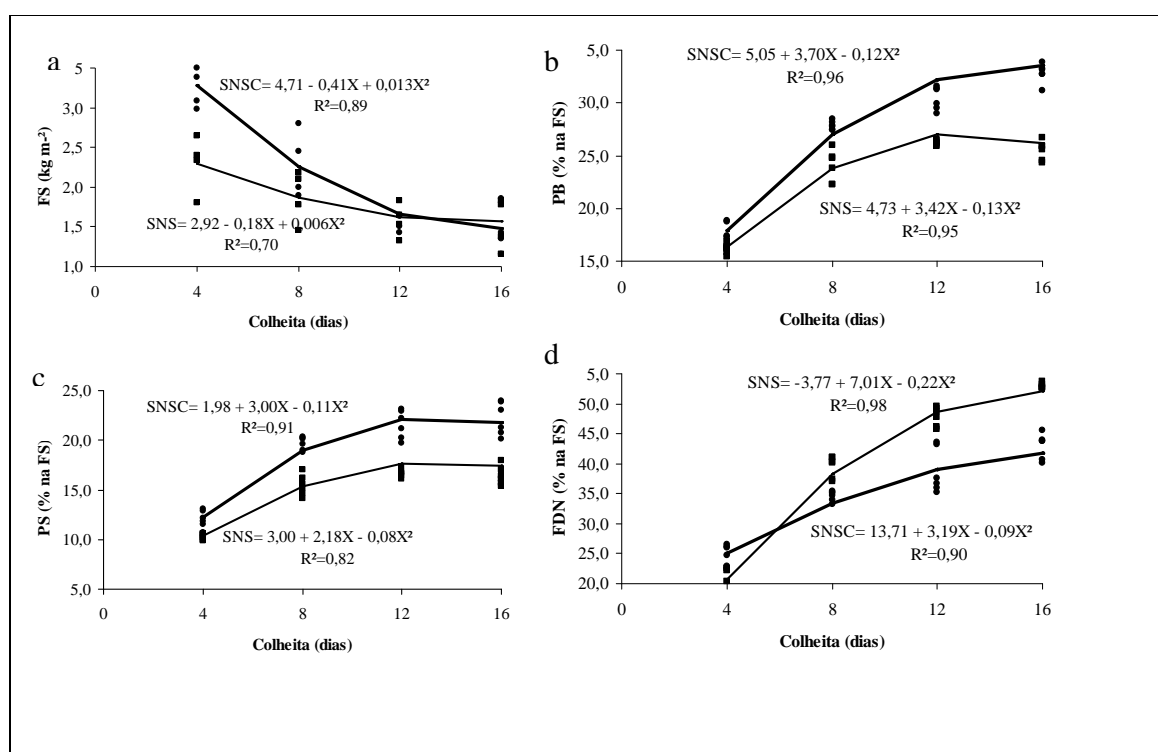 a
FS (kg m-²)
5
3,0
2,5
2,0
1,5
1,0
SNSC= 4,71 - 0,41X + 0,013X²
R²=0,89
SNS= 2,92 - 0,18X + 0,006X²
R²=0,70
0 4 8 12 16
Colheita (dias)
b
PB (% na FS)
5,0
30,0
25,0
20,0
15,0
SNSC= 5,05 + 3,70X - 0,12X²
R²=0,96
SNS= 4,73 + 3,42X - 0,13X²
R²=0,95
0 4 8 12 16
Colheita (dias)
c
PS (% na FS)
25,0
20,0
15,0
10,0
5,0
SNSC= 1,98 + 3,00X - 0,11X²
R²=0,91
SNS= 3,00 + 2,18X - 0,08X²
R²=0,82
0 4 8 12 16
Colheita (dias)
d
FDN (% na FS)
5,0
50,0
45,0
40,0
35,0
30,0
25,0
20,0
SNS= -3,77 + 7,01X - 0,22X²
R²=0,98
SNSC= 13,71 + 3,19X - 0,09X²
R²=0,90
0 4 8 12 16
Colheita (dias)